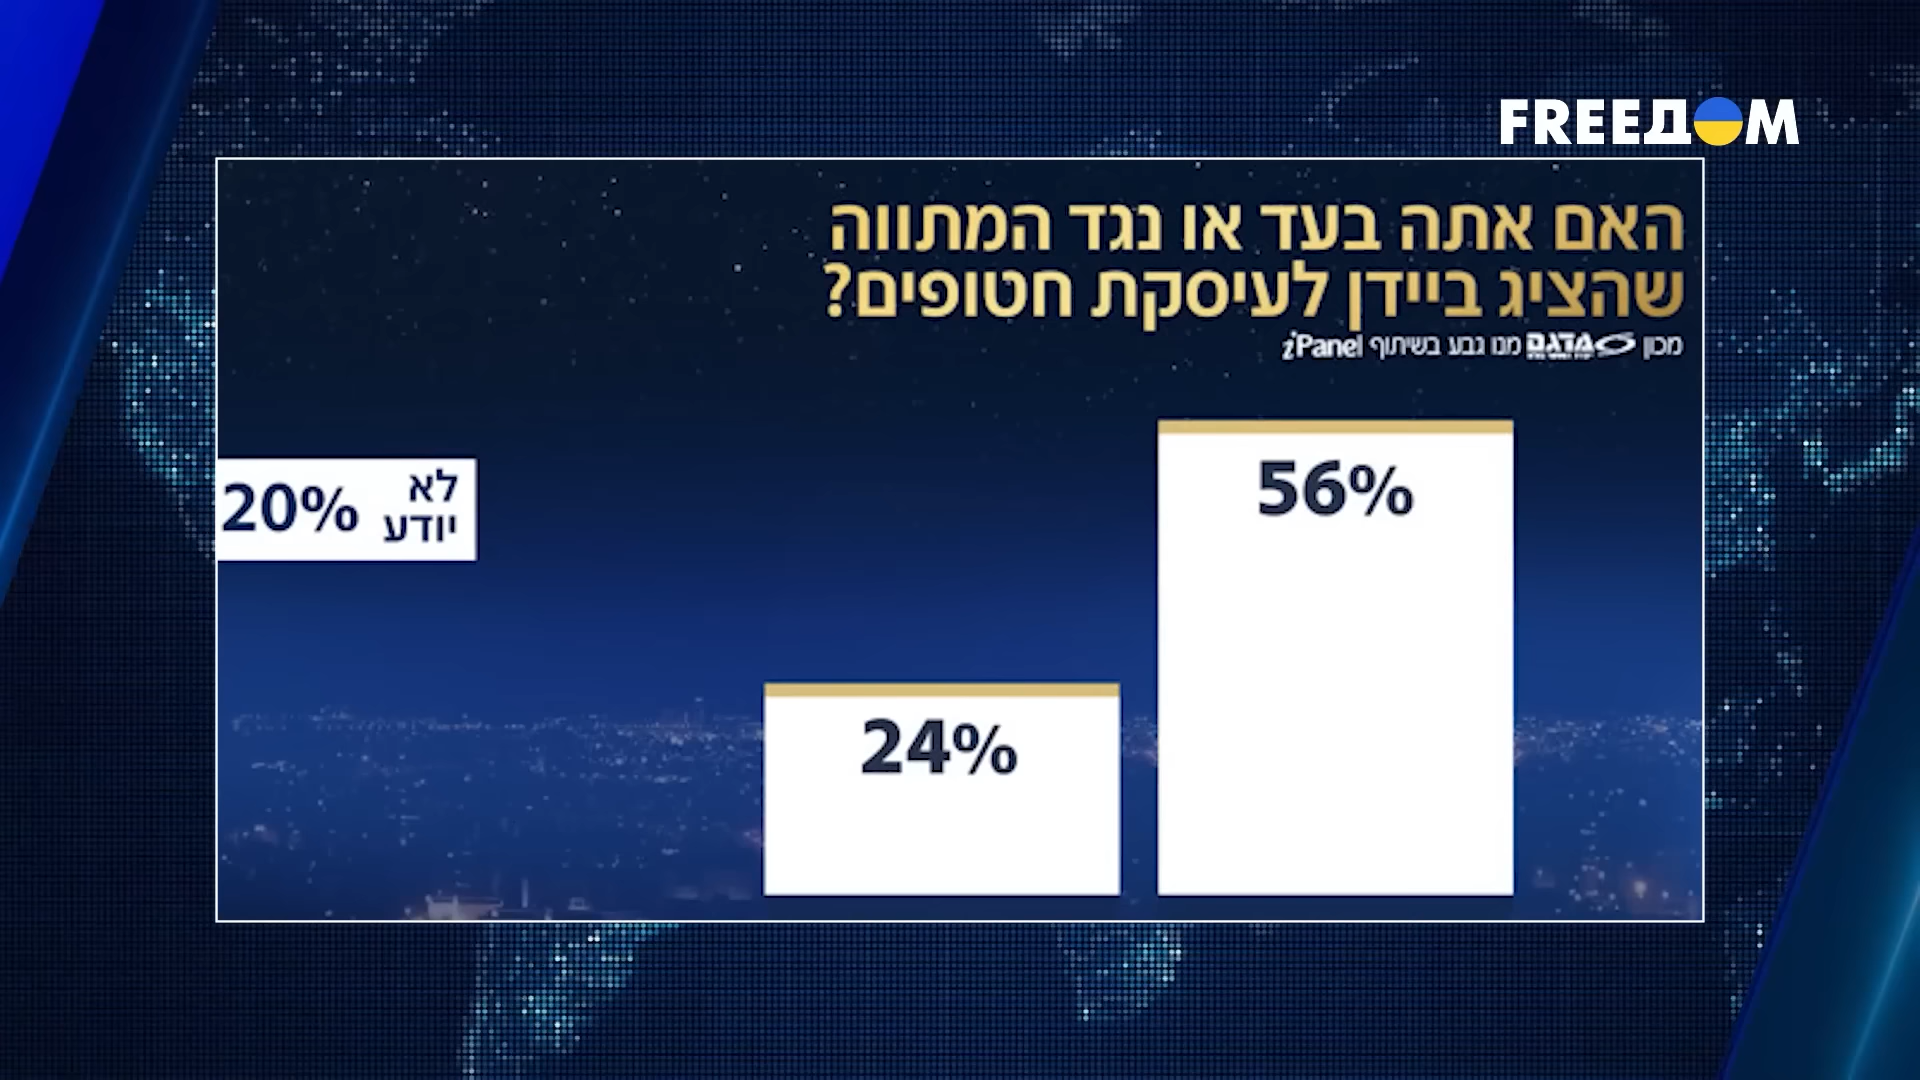 FREEДOM
האם אתה בעד או נגד המתווה
שהציג ביידן לעיסקת חטופים?
מכון מדגם מנו גבע בשיתוף iPanel
56%
24%
לא
יודע
20%